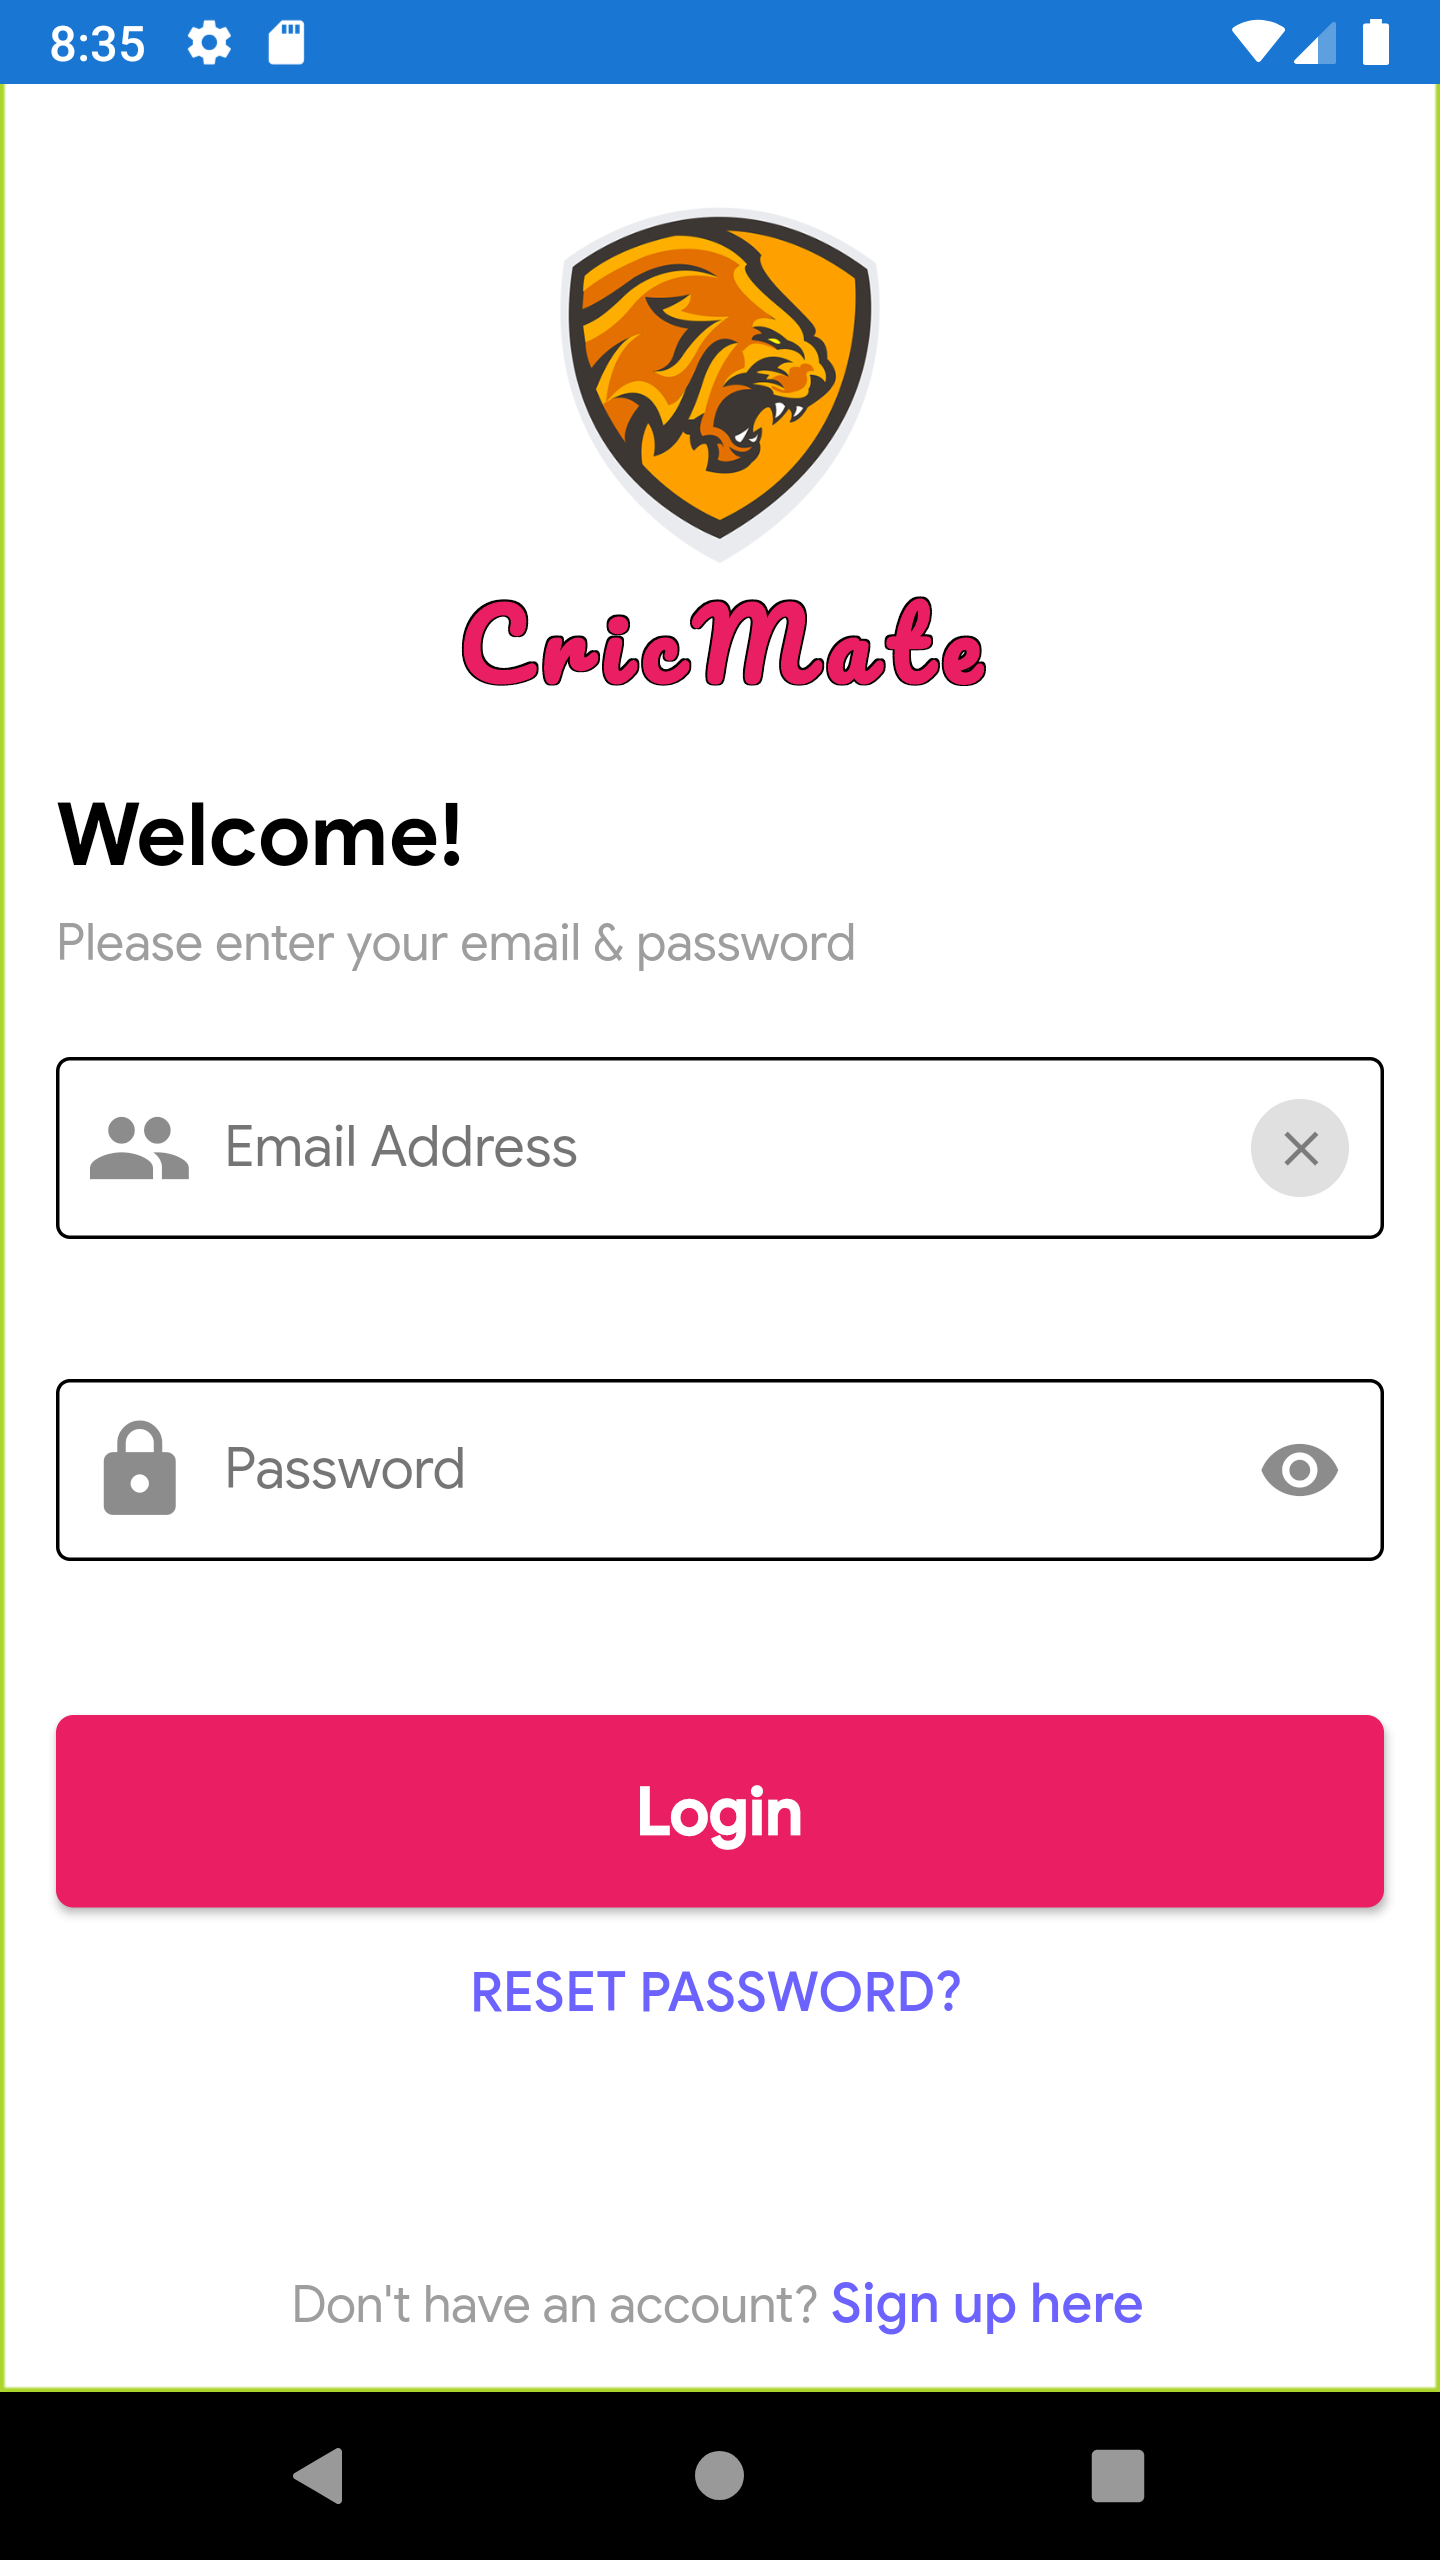 8:35
CricMate
Welcome!
Please enter your email & password
Email Address
Password
Login
RESET PASSWORD?
Don't have an account? Sign up here